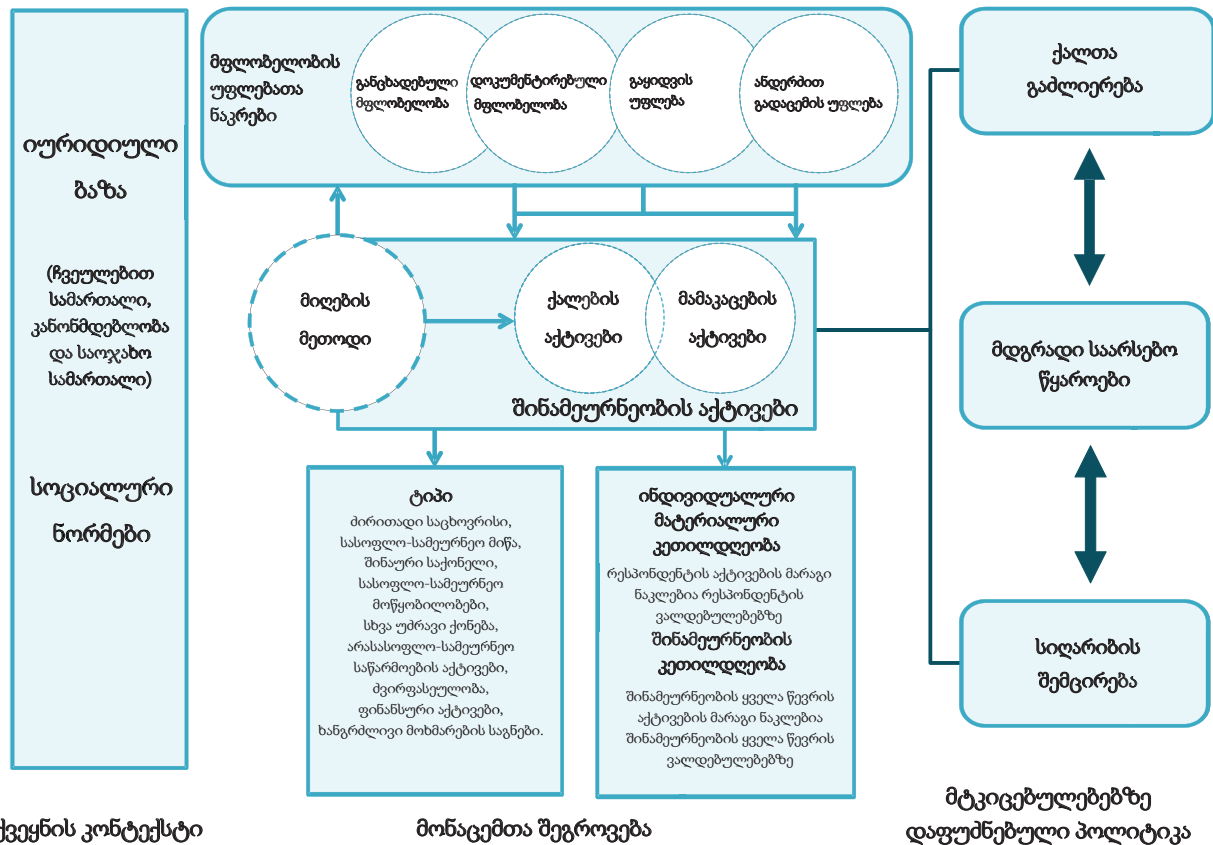 იურიდიული
ბაზა
(ჩვეულებით
სამართალი,
კანონმდებლობა
და საოჯახო
სამართალი)
სოციალური
ნორმები
ქვეყნის კონტექსტი
მფლობელობის
უფლებათა
ნაკრები
განცხადებული
მფლობელობა
დოკუმენტირებული
მფლობელობა
გაყიდვის
უფლება
ანდერძით
გადაცემის უფლება
მიღების
მეთოდი
ქალების
აქტივები
მამაკაცების
აქტივები
შინამეურნეობის აქტივები
ტიპი
ძირითადი საცხოვრისი,
სასოფლო-სამეურნეო მიწა,
შინაური საქონელი,
სასოფლო-სამეურნეო
მოწყობილობები,
სხვა უძრავი ქონება,
არასასოფლო-სამეურნეო
საწარმოების აქტივები,
ძვირფასეულობა,
ფინანსური აქტივები,
ხანგრძლივი მოხმარების საგნები.
ინდივიდუალური
მატერიალური
კეთილდღეობა
რესპონდენტის აქტივების მარაგი
ნაკლებია რესპონდენტის
ვალდებულებებზე
შინამეურნეობის
კეთილდღეობა
შინამეურნეობის ყველა წევრის
აქტივების მარაგი ნაკლებია
შინამეურნეობის ყველა წევრის
ვალდებულებებზე
მონაცემთა შეგროვება
ქალთა
გაძლიერება
მდგრადი საარსებო
წყაროები
სიღარიბის
შემცირება
მტკიცებულებებზე
დაფუძნებული პოლიტიკა